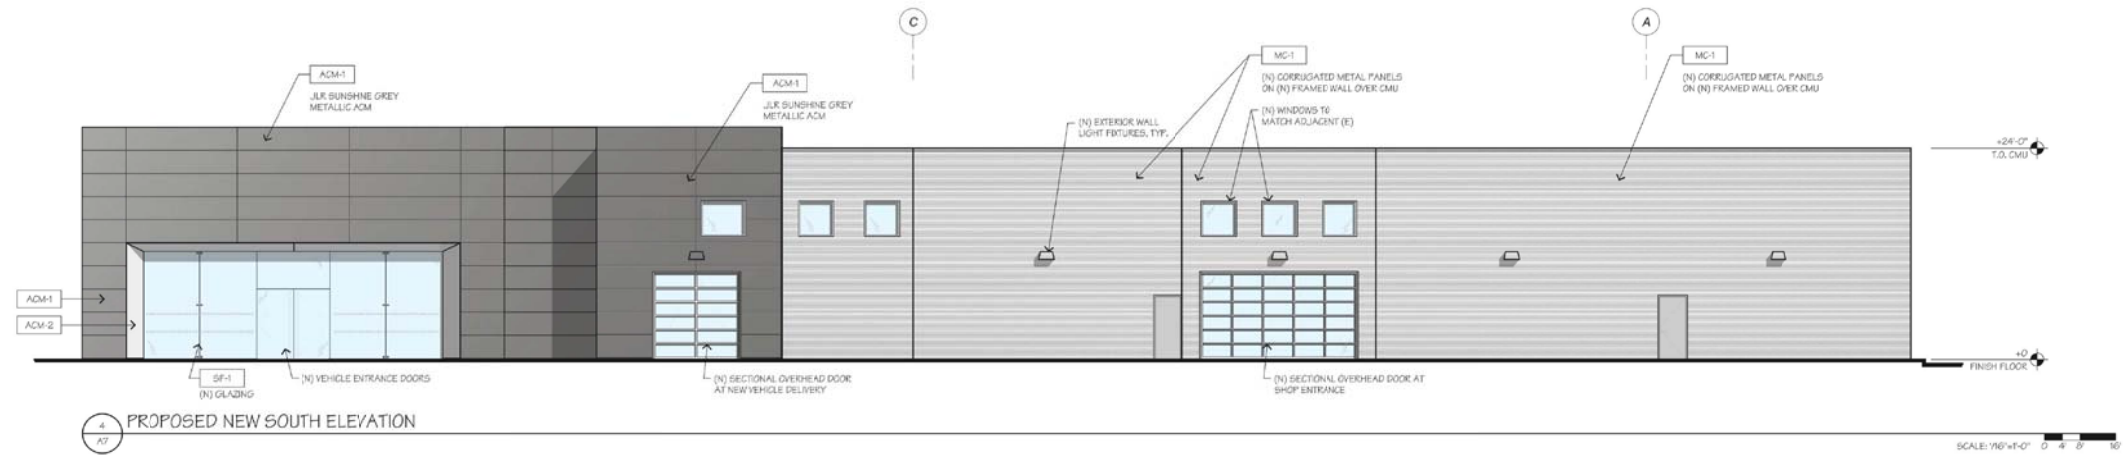 C
A
ACM-1
JLR SUNSHINE GREY
METALLIC ACM
ACM-1
JLR SUNSHINE GREY
METALLIC ACM
(N) EXTERIOR WALL
LIGHT FIXTURES, TYP.
MC-1
(N) CORRUGATED METAL PANELS
ON (N) FRAMED WALL OVER CMU
(N) WINDOWS TO
MATCH ADJACENT (E)
MC-1
(N) CORRUGATED METAL PANELS
ON (N) FRAMED WALL OVER CMU
+24'-0"
T.O. CMU
ACM-1
ACM-2
SF-1
(N) GLAZING
(N) VEHICLE ENTRANCE DOORS
(N) SECTIONAL OVERHEAD DOOR
AT NEW VEHICLE DELIVERY
(N) SECTIONAL OVERHEAD DOOR AT
SHOP ENTRANCE
+0
FINISH FLOOR
4
A7
PROPOSED NEW SOUTH ELEVATION
SCALE: 1/16"=1'-0" 0 4' 8' 16'